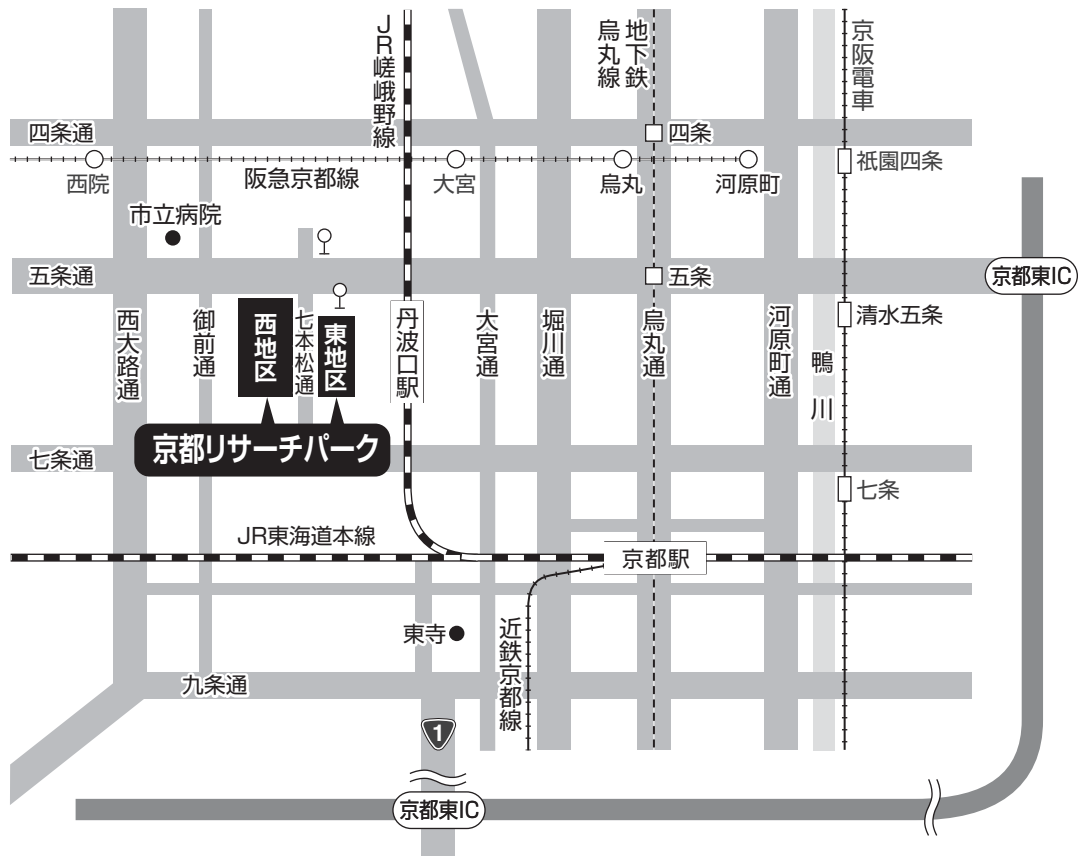 JR嵯峨野線
地下鉄
烏丸線
京阪電車
四条通
四条
西院
阪急京都線
大宮
烏丸
河原町
祇園四条
市立病院
五条通
五条
京都東IC
清水五条
西大路通
御前通
西地区
七本松通
東地区
丹波口駅
大宮通
堀川通
烏丸通
河原町通
鴨川
京都リサーチパーク
七条通
七条
JR東海道本線
京都駅
東寺
近鉄京都線
九条通
1
京都東IC